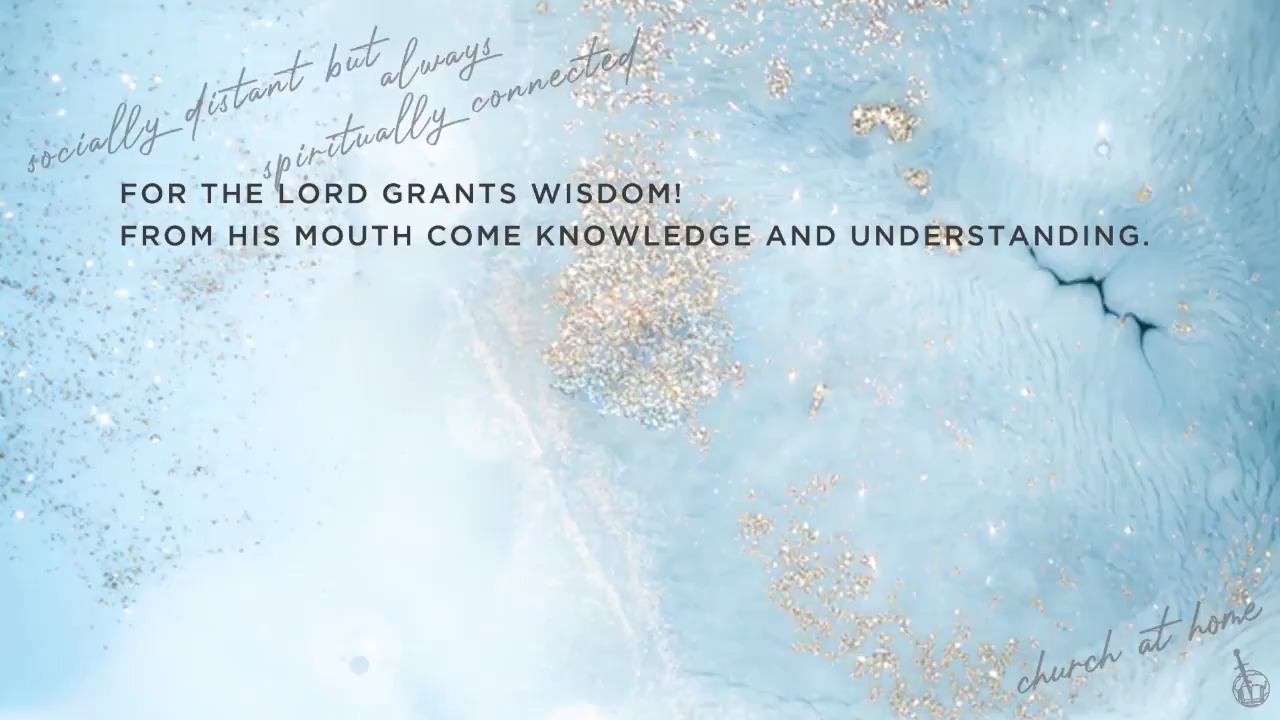 socially distant but always
spiritually connected
FOR THE LORD GRANTS WISDOM!
FROM HIS MOUTH COME KNOWLEDGE AND UNDERSTANDING.
church at home